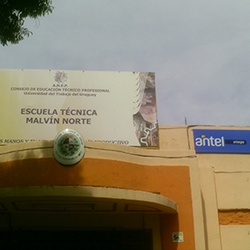 CONSEJO DE EDUCACIÓN TÉCNICO PROFESIONAL
Universidad del Trabajo del Uruguay
ESCUELA TÉCNICA
MALVÍN NORTE
antel